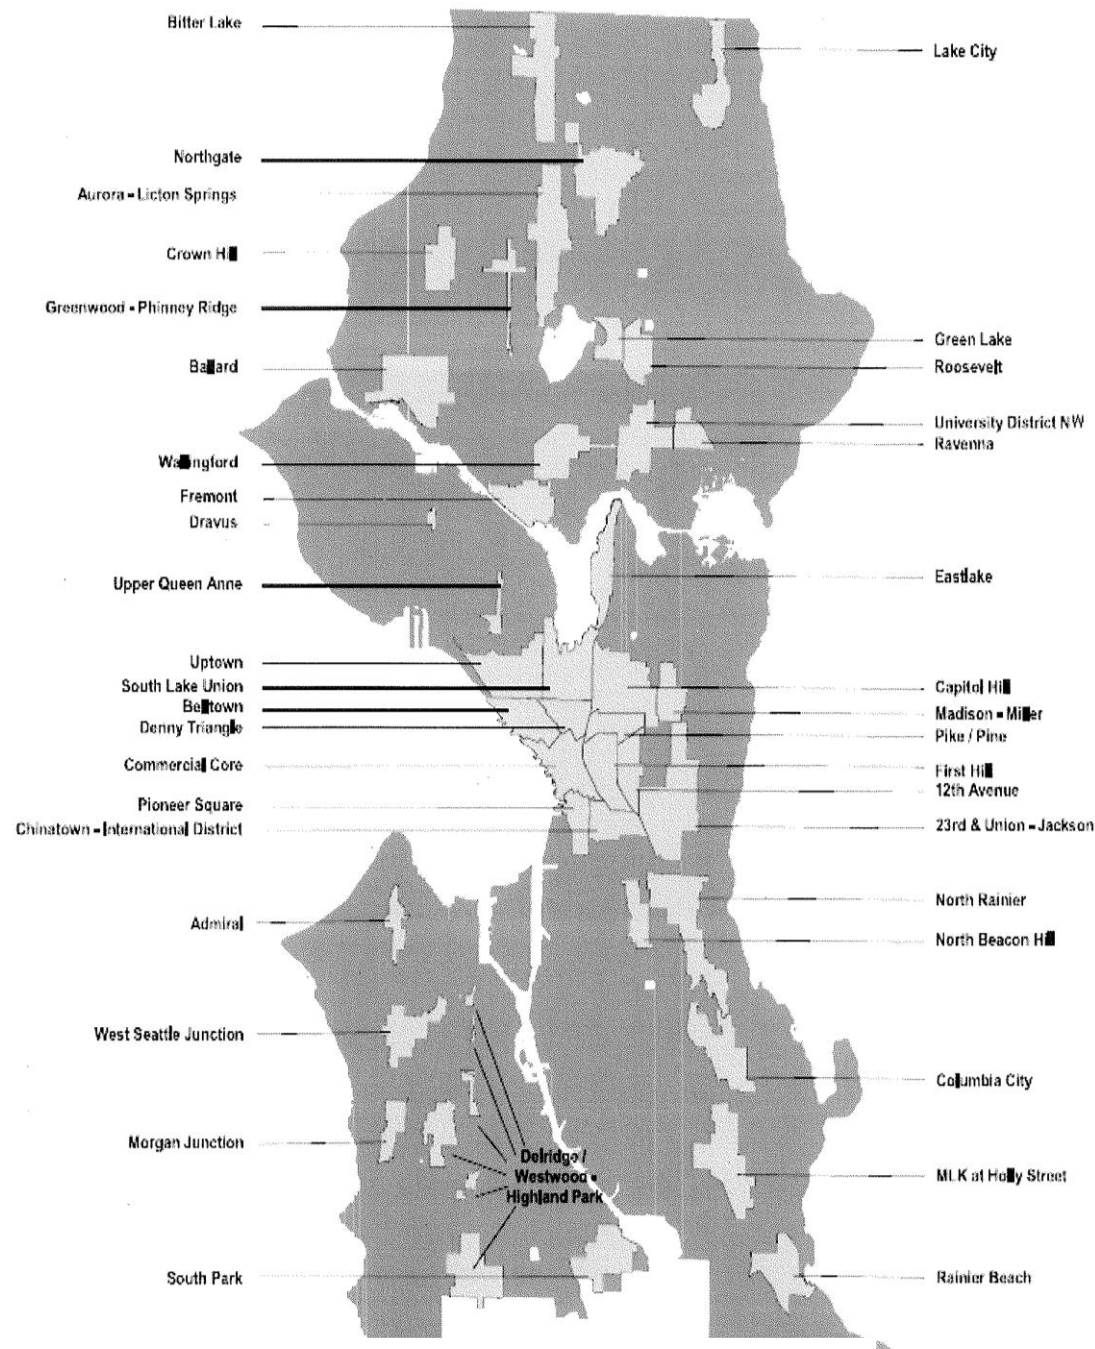 Bitter Lake
Lake City
Northgate
Aurora - Licton Springs
Crown Hill
Greenwood - Phinney Ridge
Green Lake
Ballard
Roosevelt
University District NW
Ravenna
Wallingford
Fremont
Dravus
Upper Queen Anne
Eastlake
Uptown
South Lake Union
Capitol Hill
Belltown
Madison - Miller
Denny Triangle
Pike / Pine
Commercial Core
First Hill
12th Avenue
Pioneer Square
Chinatown - International District
23rd & Union - Jackson
North Rainier
Admiral
North Beacon Hill
West Seattle Junction
Columbia City
Morgan Junction
Delridge /
Westwood -
Highland Park
MLK at Holly Street
South Park
Rainier Beach